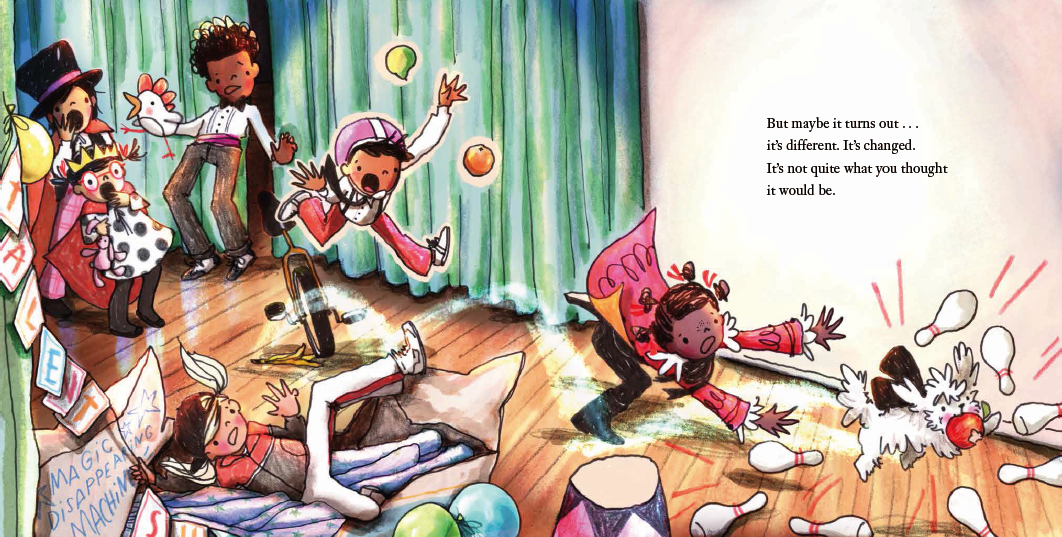 But maybe it turns out . . .
it’s different. It’s changed.
It’s not quite what you thought
it would be.
T
A
L
E
N
T
S
MAGIC
DISAPPEARING
MACHINE